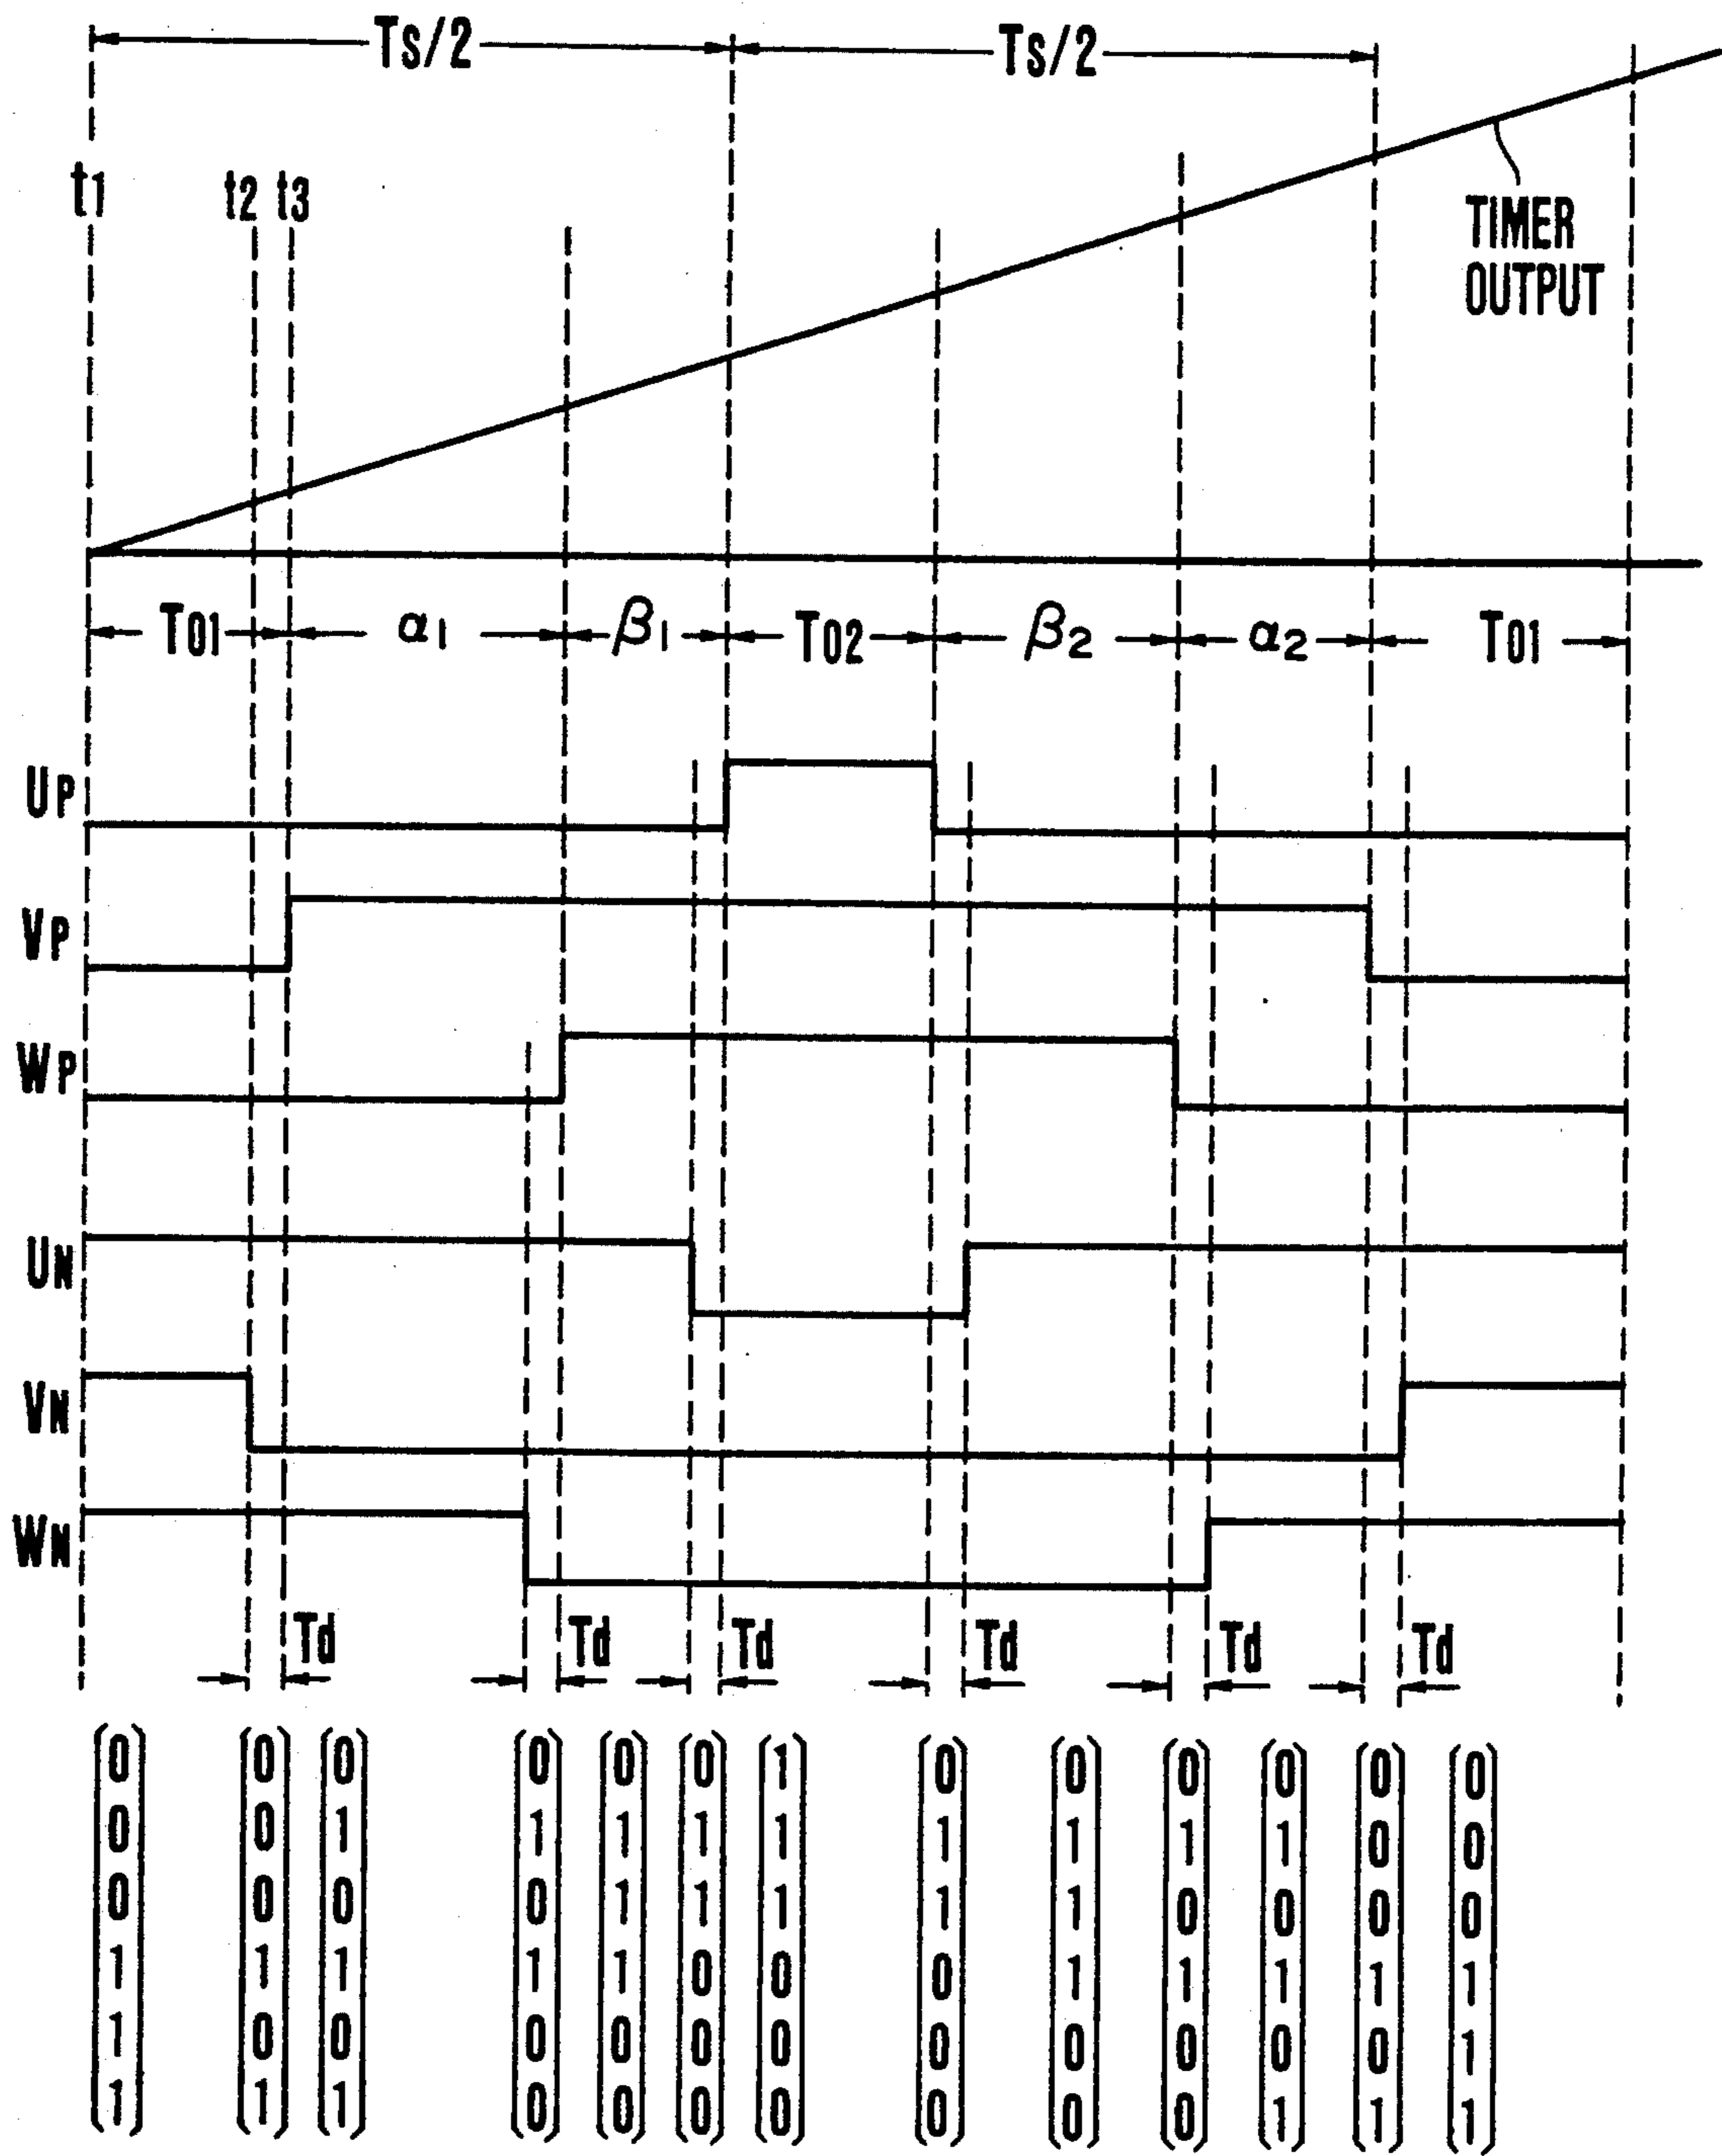 Ts/2 Ts/2
t1 t2 t3
TIMER
OUTPUT
T01 α1 β1 T02 β2 α2 T01
UP
VP
WP
UN
VN
WN
Td Td Td Td Td Td
0 0 0 0 0 0 1 0 0 0 0 0 0
0 0 1 1 1 1 1 1 1 1 1 0 0
0 0 0 0 1 1 1 1 1 0 0 0 0
1 1 1 1 1 0 0 0 1 1 1 1 1
1 0 0 0 0 0 0 0 0 0 0 0 1
1 1 1 0 0 0 0 0 0 0 1 1 1